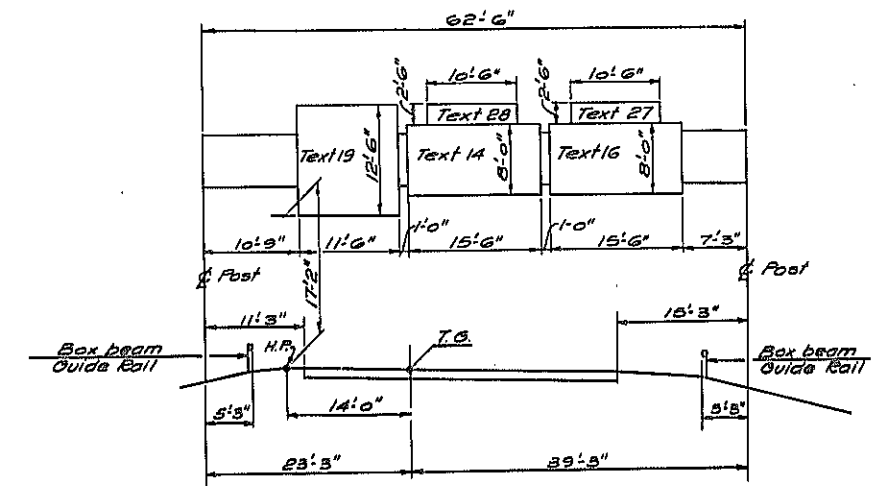 62'-6"
10'-6"
10'-6"
2'-6"
2'-6"
Text 28
Text 27
Text 19
12'-6"
Text 14
8'-0"
Text 16
8'-0"
10'-9"
11'-6"
1'-0"
15'-6"
1'-0"
15'-6"
7'-3"
℄ Post
℄ Post
17'-2"
11'-3"
15'-3"
Box beam
Guide Rail
H.P.
T.G.
Box beam
Guide Rail
5'-3"
14'-0"
5'-3"
23'-3"
39'-3"